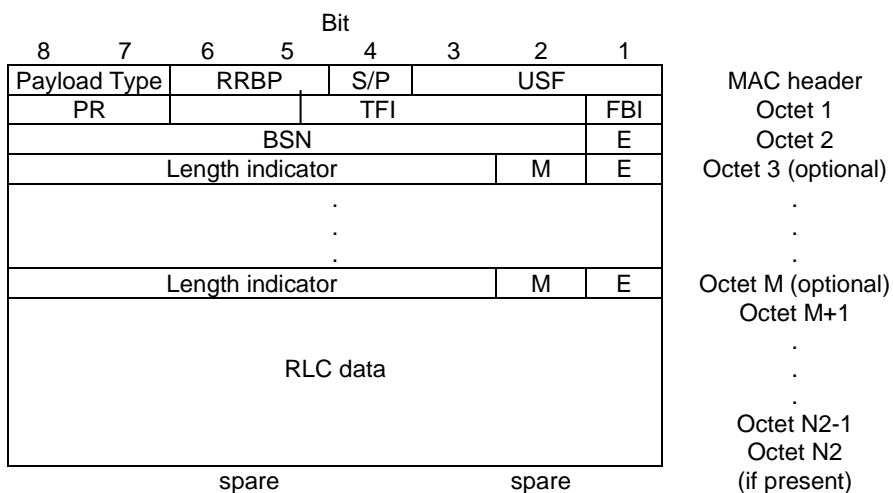 Bit
8 7 6 5 4 3 2 1
Payload Type RRBP S/P USF MAC header
PR TFI FBI Octet 1
BSN E Octet 2
Length indicator M E Octet 3 (optional)
. .
. .
. .
Length indicator M E Octet M (optional)
Octet M+1
.
RLC data .
.
Octet N2-1
Octet N2
spare spare (if present)